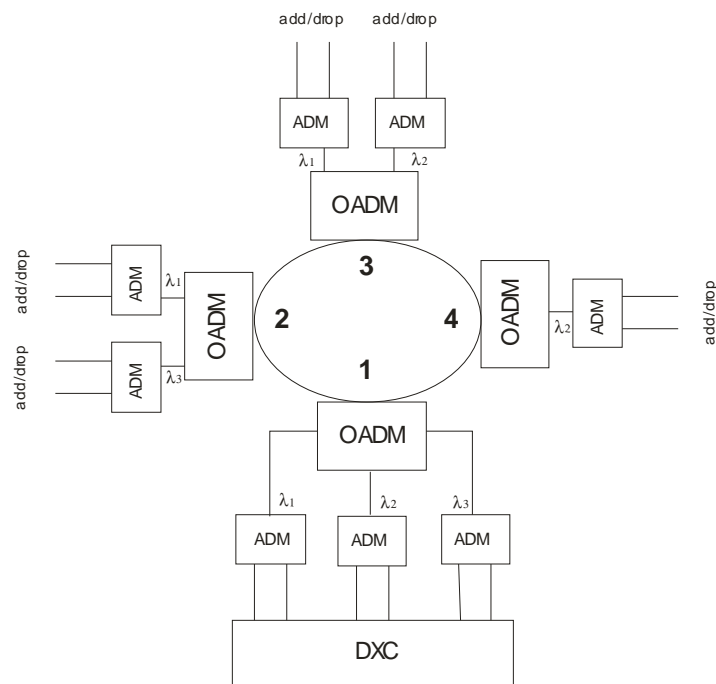 add/drop add/drop
ADM ADM
λ1 λ2
OADM
3
add/drop ADM λ1
OADM
2
add/drop ADM λ3
4
OADM
λ2 ADM
add/drop
1
OADM
λ1 λ2 λ3
ADM ADM ADM
DXC